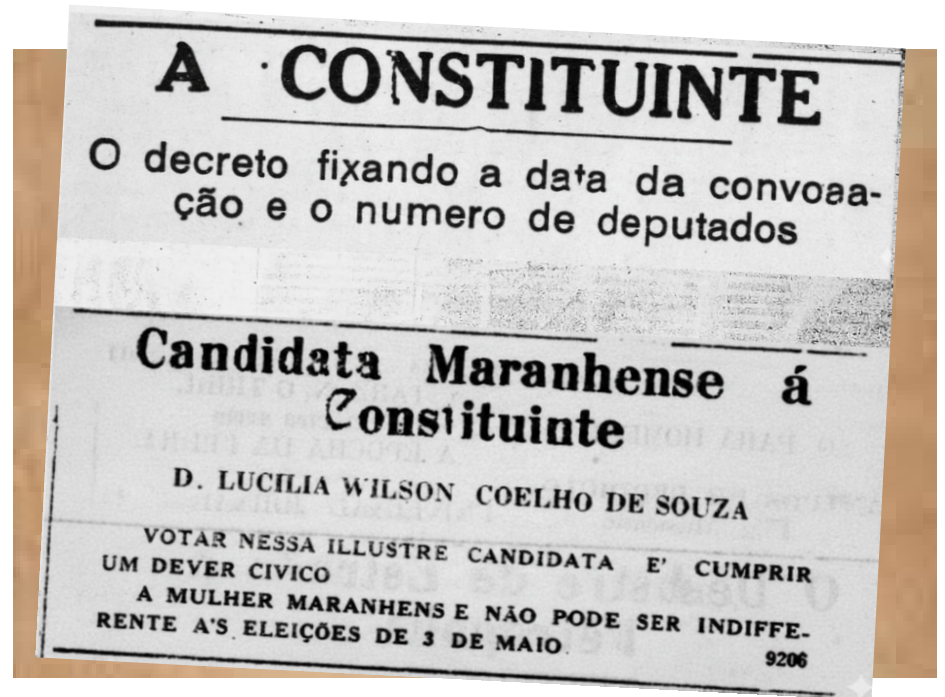 A CONSTITUINTE
O decreto fixando a data da convoaa-
ção e o numero de deputados
Candidata Maranhense á
Constituinte
D. LUCILIA WILSON COELHO DE SOUZA
VOTAR NESSA ILLUSTRE CANDIDATA E' CUMPRIR
UM DEVER CIVICO
A MULHER MARANHENSE NÃO PODE SER INDIFFE-
RENTE A'S ELEIÇÕES DE 3 DE MAIO.
9206